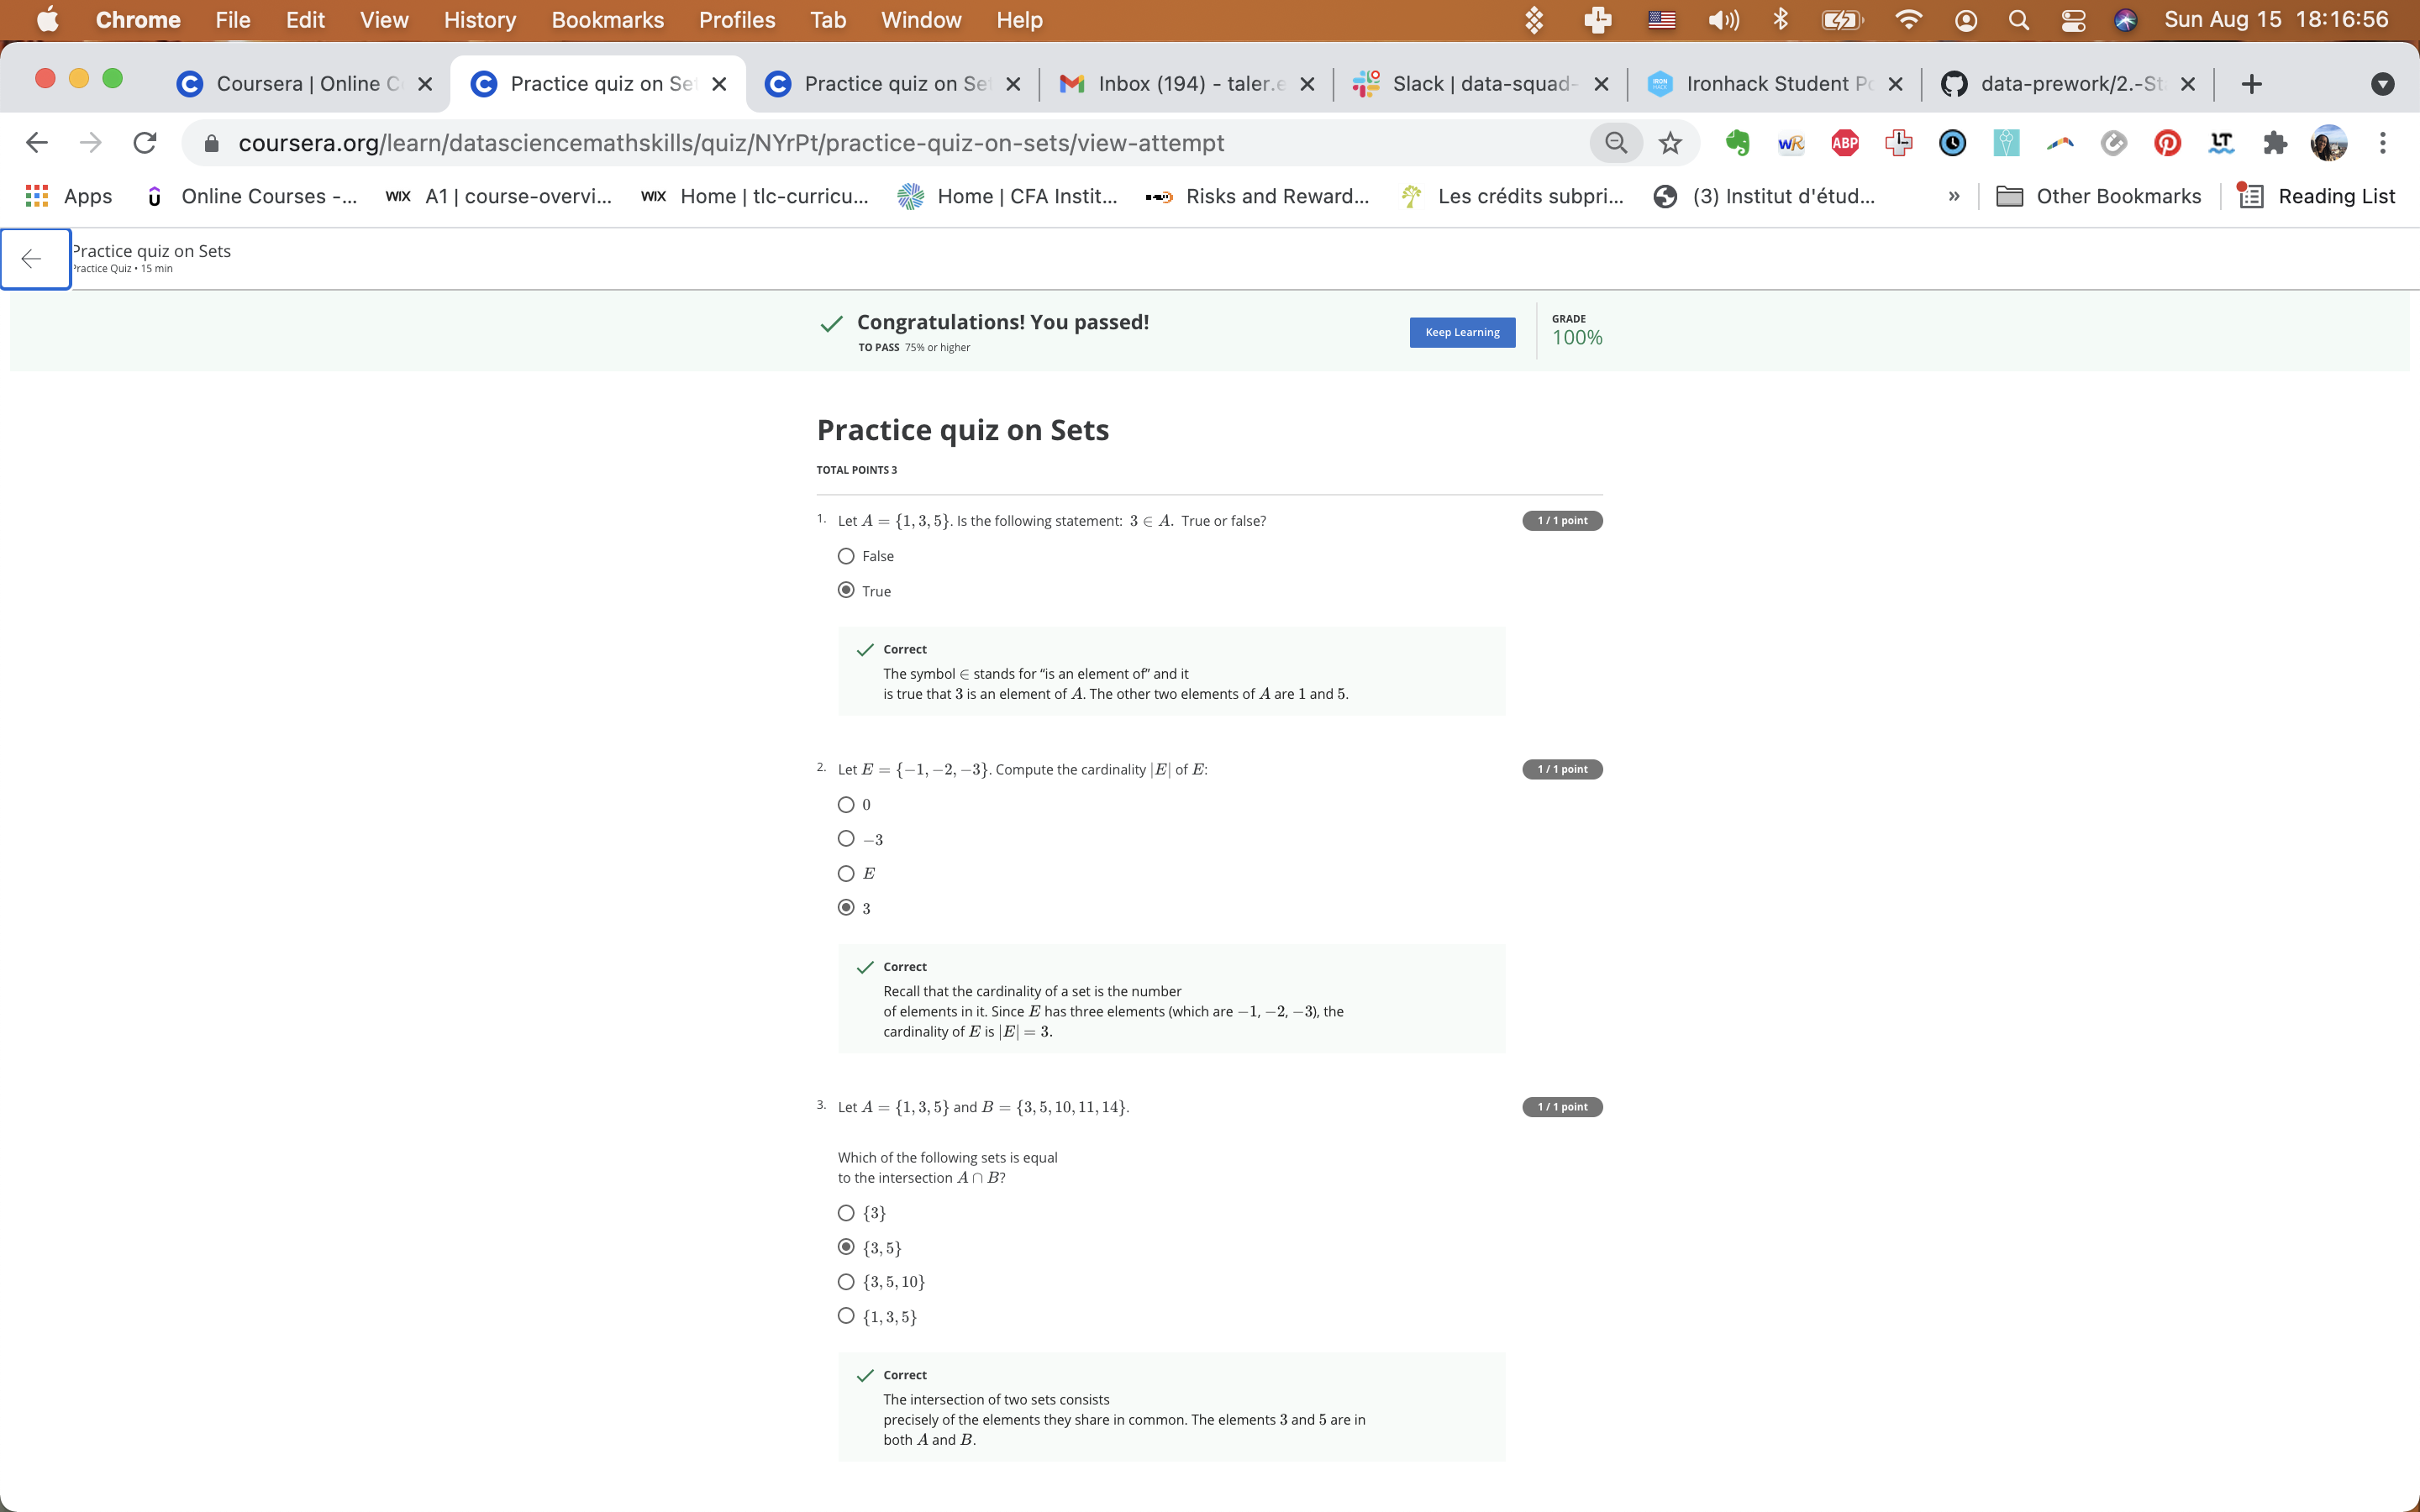 Chrome File Edit View History Bookmarks Profiles Tab Window Help Sun Aug 15 18:16:56
Coursera | Online C Practice quiz on Set Practice quiz on Set Inbox (194) - taler.e Slack | data-squad- Ironhack Student Po data-prework/2.-St
coursera.org/learn/datasciencemathskills/quiz/NYrPt/practice-quiz-on-sets/view-attempt
Apps Online Courses -... WIX A1 | course-overvi... WIX Home | tlc-curricu... Home | CFA Instit... Risks and Reward... Les crédits subpri... (3) Institut d'étud... » Other Bookmarks Reading List
Practice quiz on Sets
Practice Quiz • 15 min
Congratulations! You passed!
TO PASS 75% or higher
Keep Learning
GRADE
100%
Practice quiz on Sets
TOTAL POINTS 3
1. Let A = {1, 3, 5}. Is the following statement: 3 ∈ A. True or false?
1 / 1 point
False
True
Correct
The symbol ∈ stands for “is an element of” and it
is true that 3 is an element of A. The other two elements of A are 1 and 5.
2. Let E = {−1, −2, −3}. Compute the cardinality |E| of E:
1 / 1 point
0
−3
E
3
Correct
Recall that the cardinality of a set is the number
of elements in it. Since E has three elements (which are −1, −2, −3), the
cardinality of E is |E| = 3.
3. Let A = {1, 3, 5} and B = {3, 5, 10, 11, 14}.
1 / 1 point
Which of the following sets is equal
to the intersection A ∩ B?
{3}
{3, 5}
{3, 5, 10}
{1, 3, 5}
Correct
The intersection of two sets consists
precisely of the elements they share in common. The elements 3 and 5 are in
both A and B.